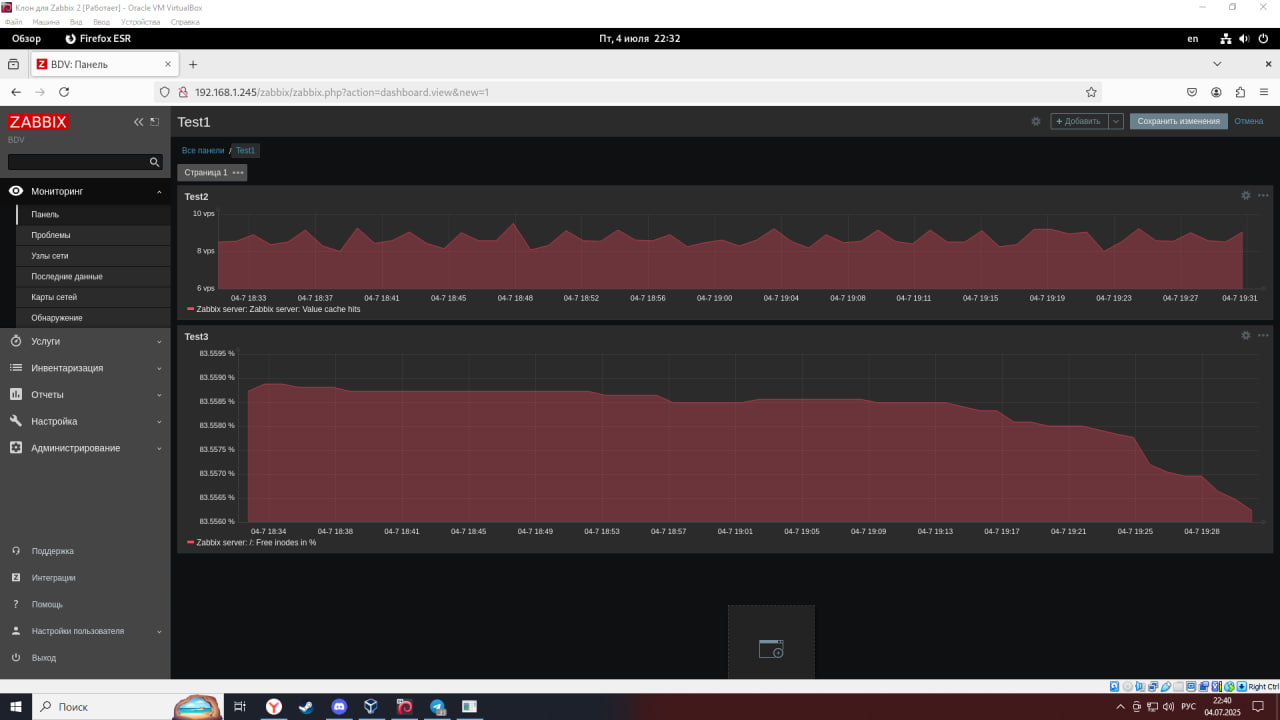 Клон для Zabbix 2 [Работает] - Oracle VM VirtualBox
Файл Машина Вид Ввод Устройства Справка
Обзор Firefox ESR Пт, 4 июля 22:32 en
BDV: Панель
192.168.1.245/zabbix/zabbix.php?action=dashboard.view&new=1
ZABBIX
BDV
Мониторинг
Панель
Проблемы
Узлы сети
Последние данные
Карты сетей
Обнаружение
Услуги
Инвентаризация
Отчеты
Настройка
Администрирование
Поддержка
Интеграции
Помощь
Настройки пользователя
Выход
Test1
Добавить Сохранить изменения Отмена
Все панели / Test1
Страница 1
Test2
10 vps
8 vps
6 vps
04-7 18:33 04-7 18:37 04-7 18:41 04-7 18:45 04-7 18:48 04-7 18:52 04-7 18:56 04-7 19:00 04-7 19:04 04-7 19:08 04-7 19:11 04-7 19:15 04-7 19:19 04-7 19:23 04-7 19:27 04-7 19:31
Zabbix server: Zabbix server: Value cache hits
Test3
83.5595 %
83.5590 %
83.5585 %
83.5580 %
83.5575 %
83.5570 %
83.5565 %
83.5560 %
04-7 18:34 04-7 18:38 04-7 18:41 04-7 18:45 04-7 18:49 04-7 18:53 04-7 18:57 04-7 19:01 04-7 19:05 04-7 19:09 04-7 19:13 04-7 19:17 04-7 19:21 04-7 19:25 04-7 19:28
Zabbix server: /: Free inodes in %
Right Ctrl
Поиск
РУС
22:40
04.07.2025